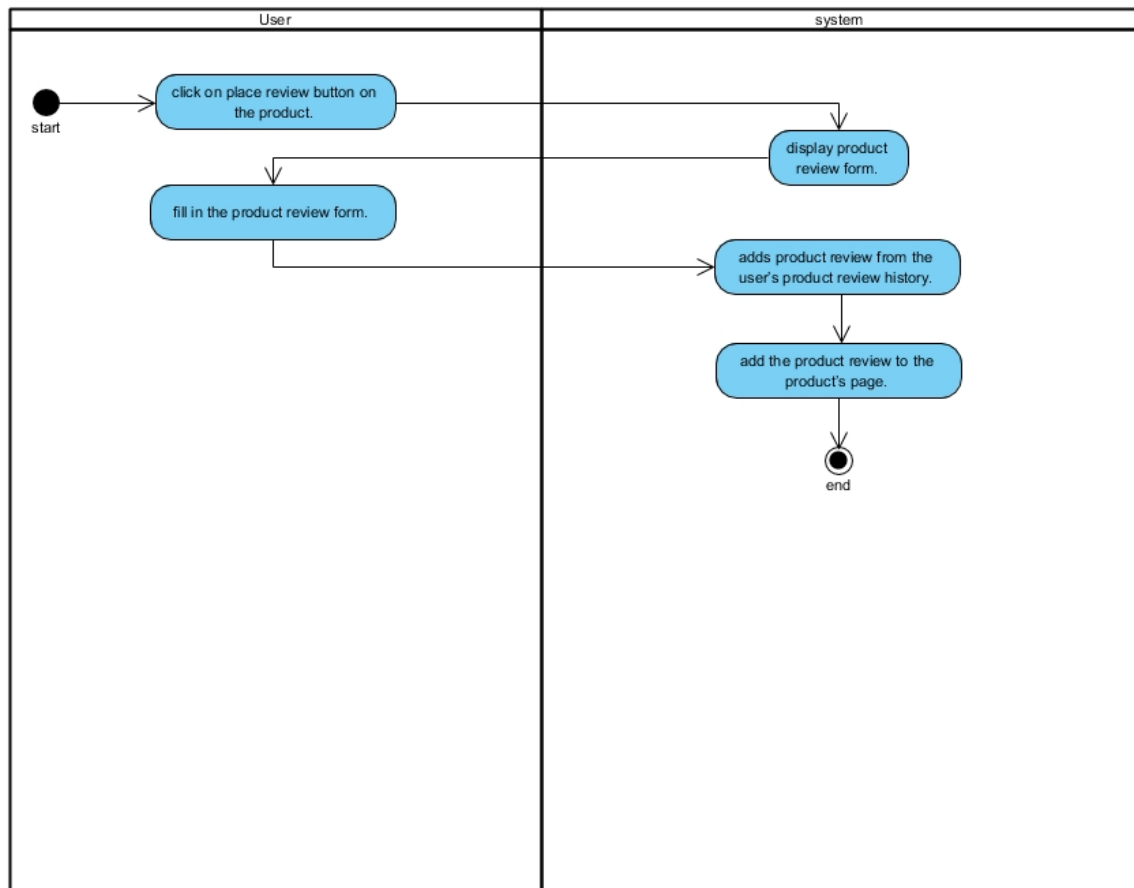 User
system
click on place review button on
the product.
start
display product
review form.
fill in the product review form.
adds product review from the
user's product review history.
add the product review to the
product's page.
end